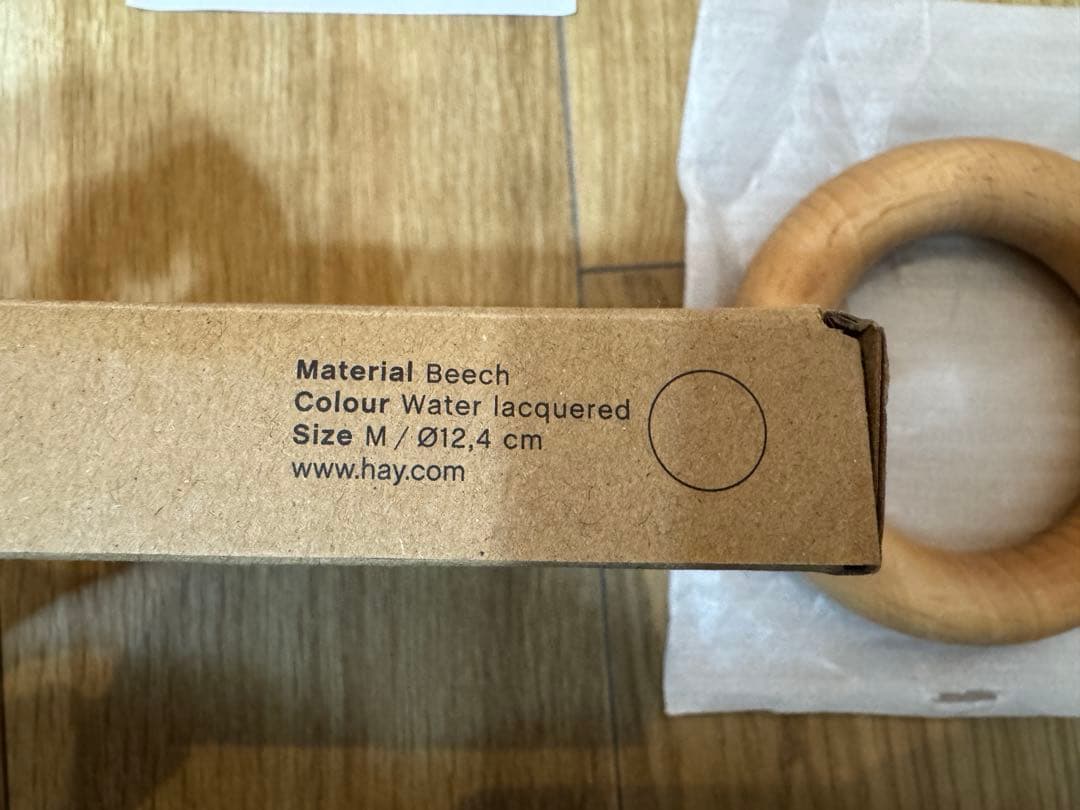 Material Beech
Colour Water lacquered
Size M / Ø12,4 cm
www.hay.com